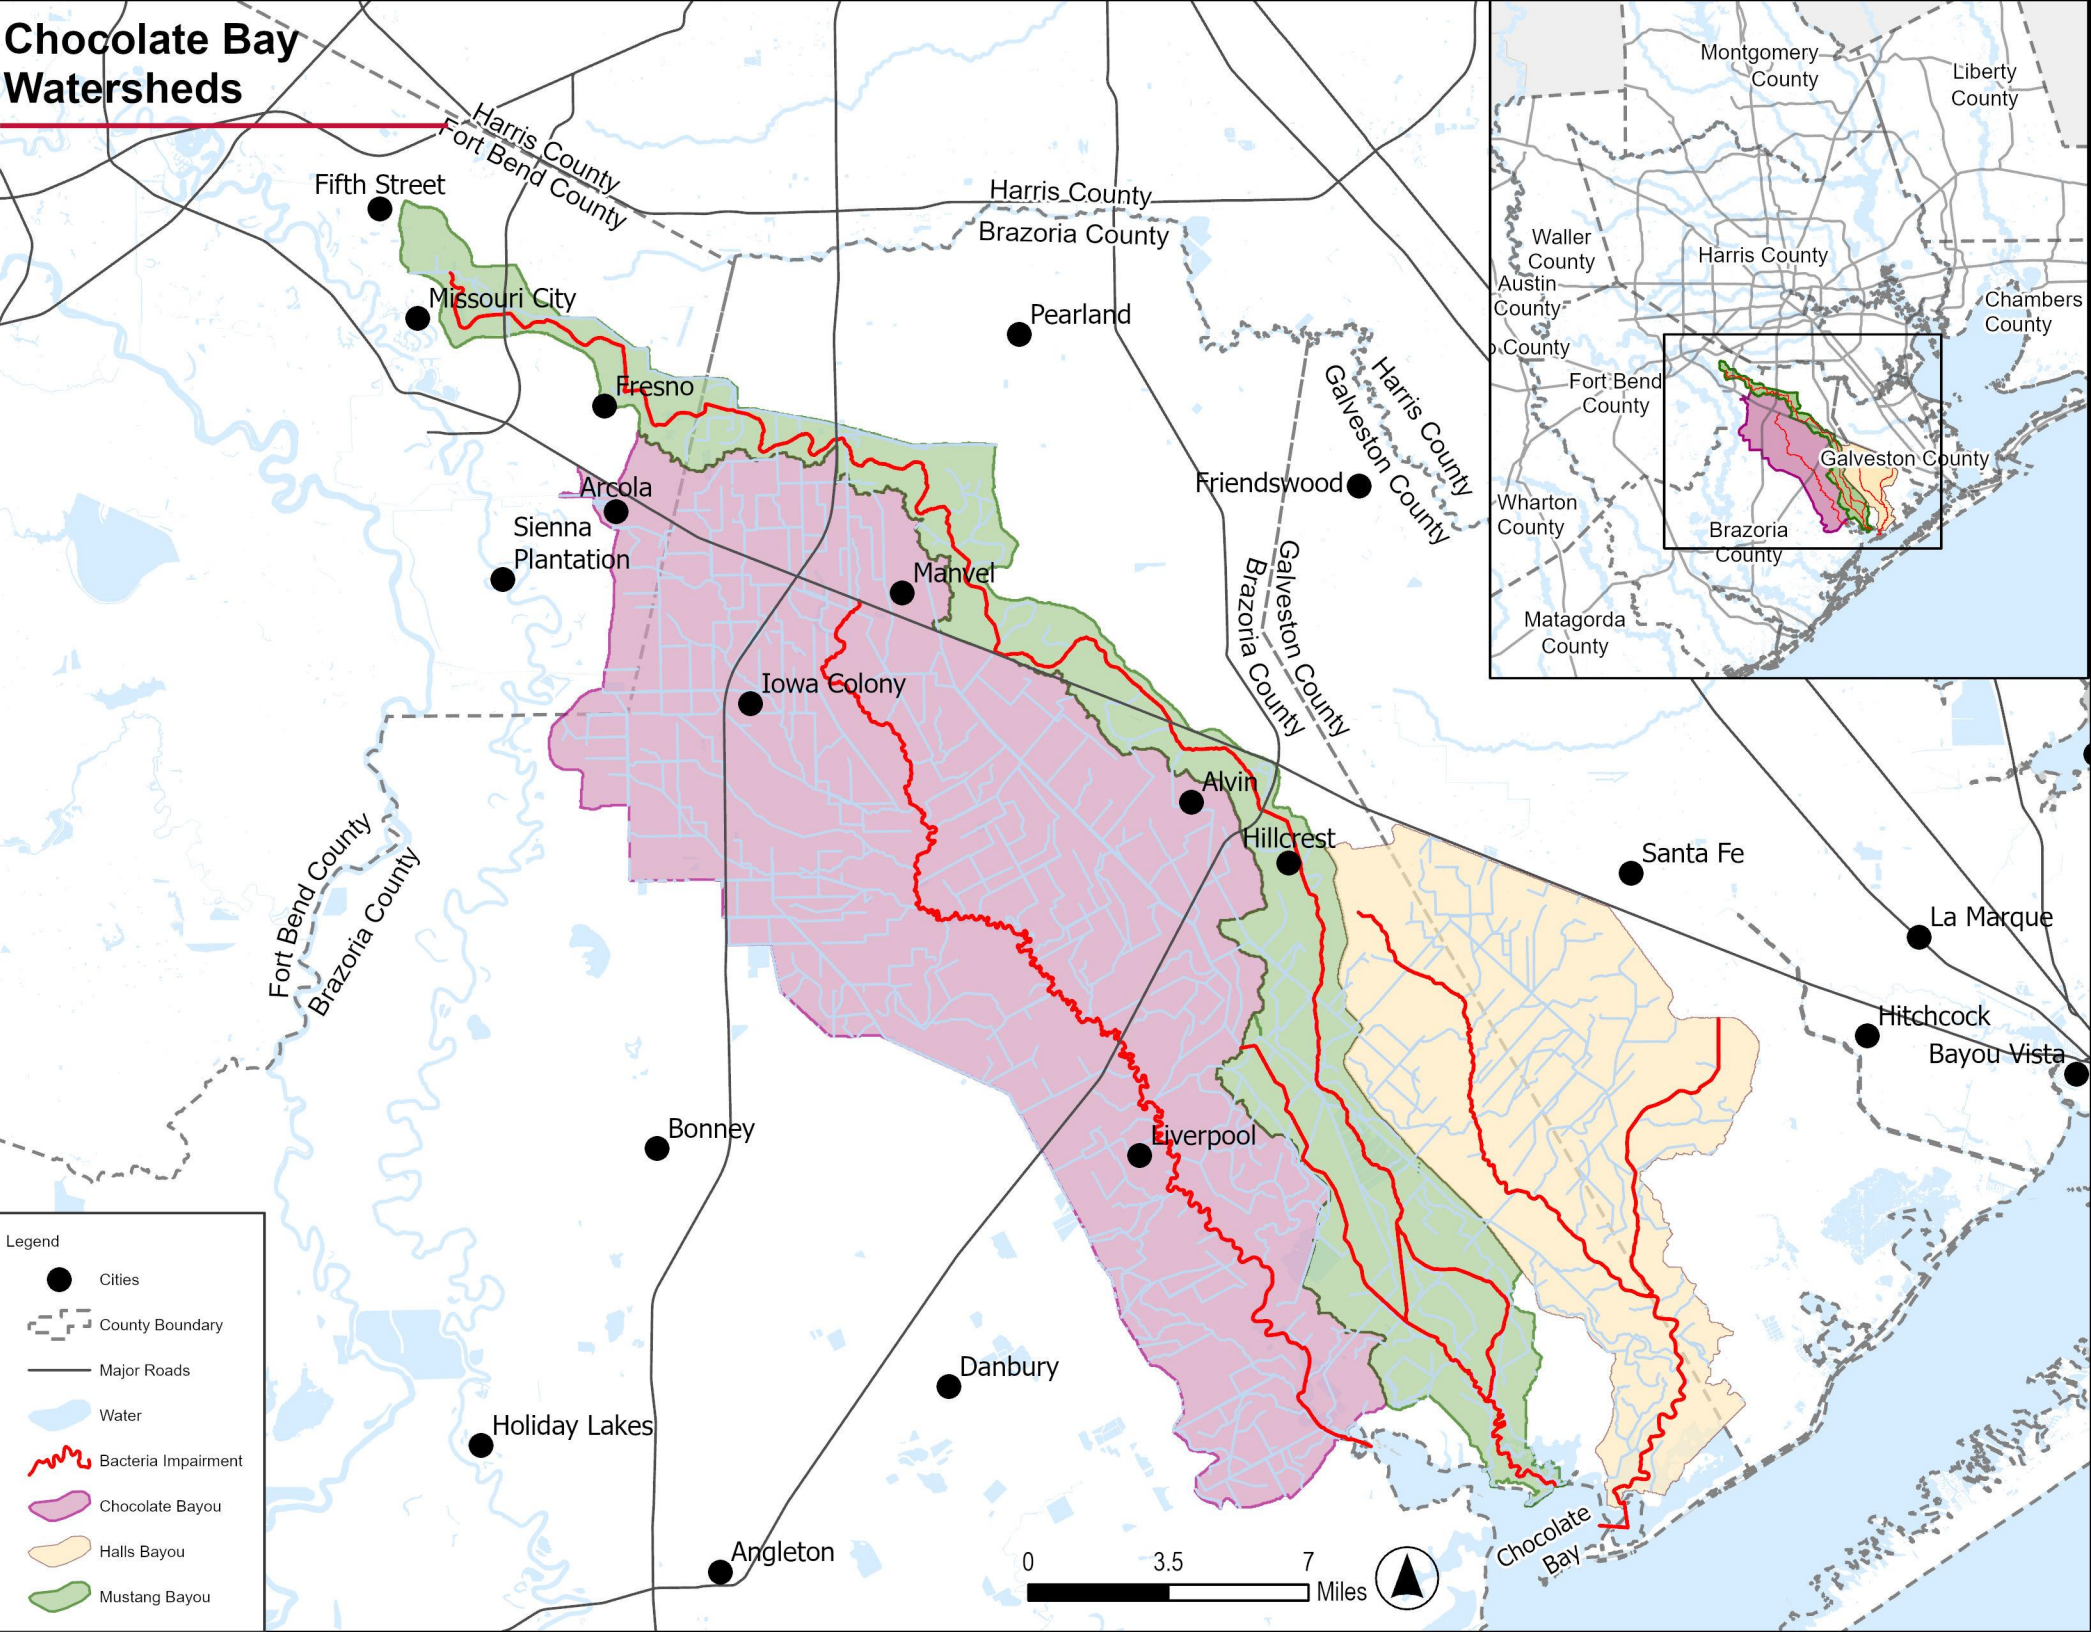 Chocolate Bay
Watersheds
Harris County
Fort Bend County
Fifth Street
Missouri City
Fresno
Harris County
Brazoria County
Pearland
Harris County
Galveston County
Friendswood
Arcola
Sienna
Plantation
Manvel
Iowa Colony
Galveston County
Brazoria County
Alvin
Hillcrest
Santa Fe
La Marque
Hitchcock
Bayou Vista
Fort Bend County
Brazoria County
Bonney
Liverpool
Danbury
Holiday Lakes
Angleton
Chocolate
Bay
Montgomery
County
Liberty
County
Waller
County
Harris County
Austin
County
Chambers
County
County
Fort Bend
County
Galveston County
Wharton
County
Brazoria
County
Matagorda
County
Legend
Cities
County Boundary
Major Roads
Water
Bacteria Impairment
Chocolate Bayou
Halls Bayou
Mustang Bayou
0 3.5 7
Miles